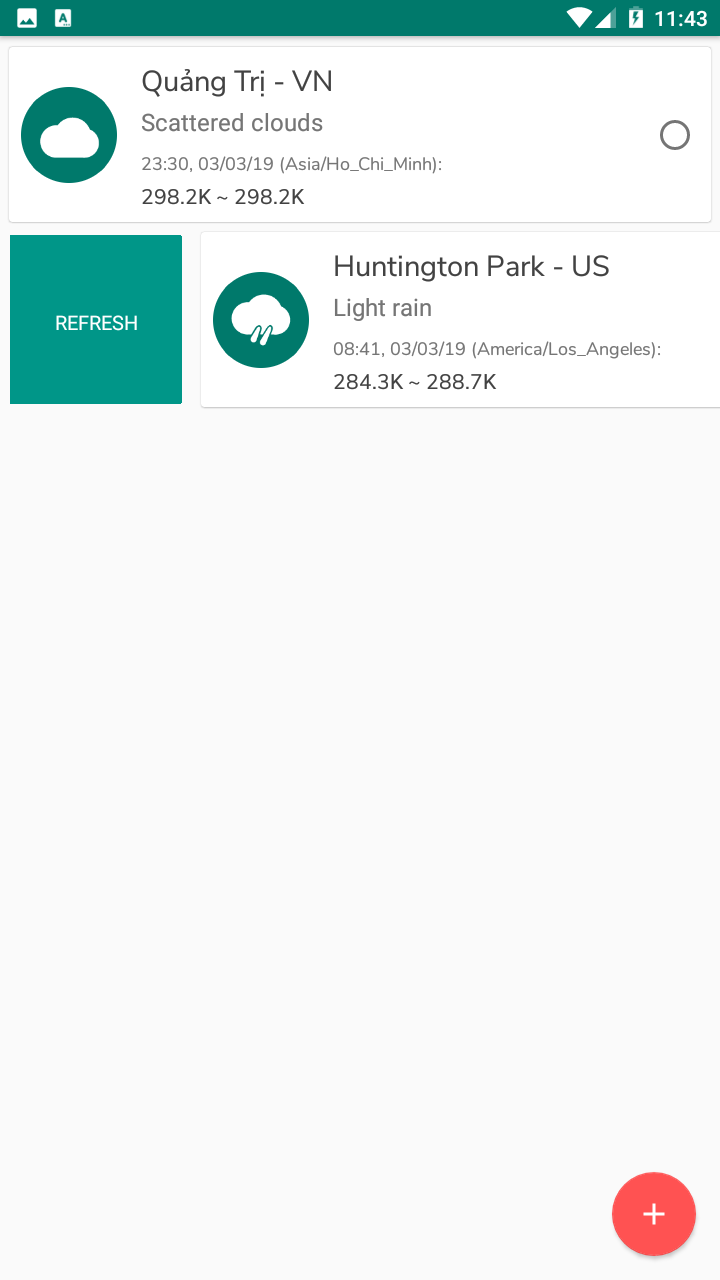 11:43
Quảng Trị - VN
Scattered clouds
23:30, 03/03/19 (Asia/Ho_Chi_Minh):
298.2K ~ 298.2K
REFRESH
Huntington Park - US
Light rain
08:41, 03/03/19 (America/Los_Angeles):
284.3K ~ 288.7K